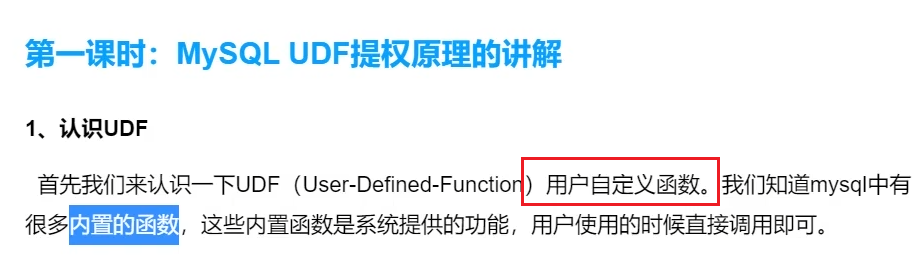 第一课时：MySQL UDF提权原理的讲解
1、认识UDF
首先我们来认识一下UDF（User-Defined-Function）用户自定义函数。我们知道mysql中有
很多内置的函数，这些内置函数是系统提供的功能，用户使用的时候直接调用即可。